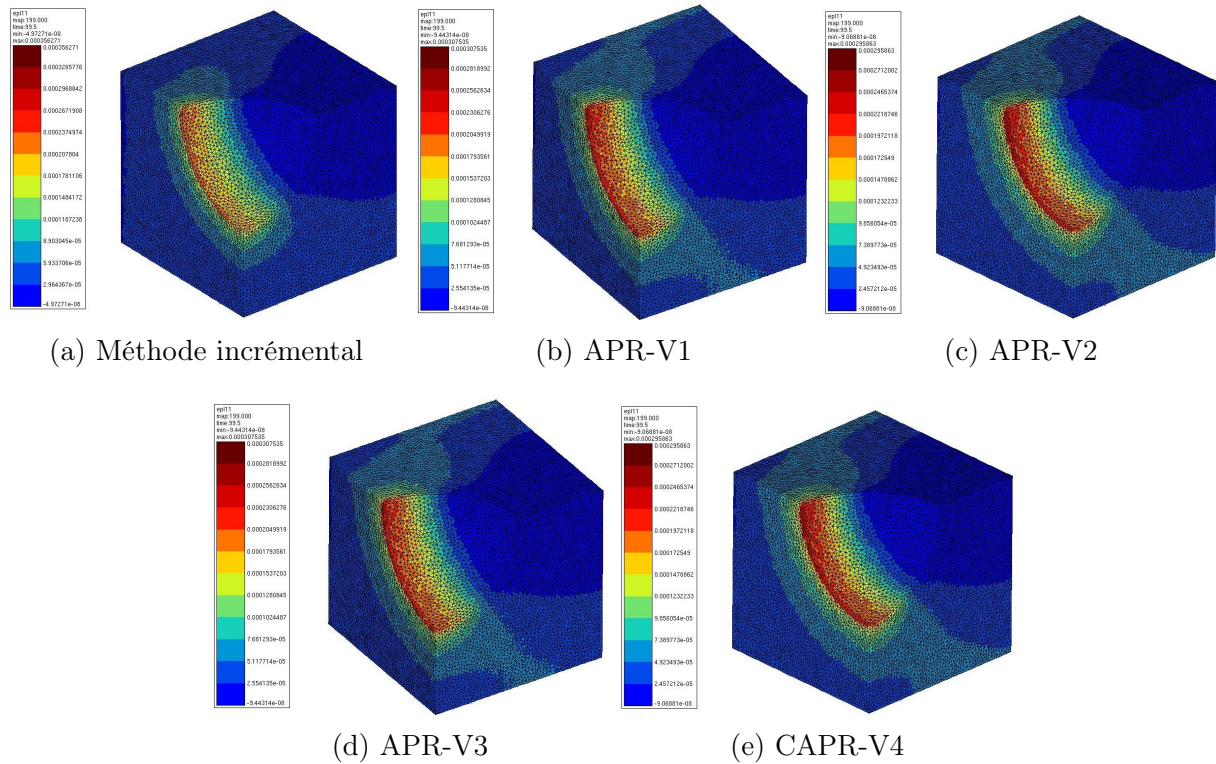 epl11
map:199.000
time:99.5
min:-4.97271e-08
max:0.000356271
0.000356271
0.0003265776
0.0002968842
0.0002671908
0.0002374974
0.000207804
0.0001781106
0.0001484172
0.0001187238
8.903045e-05
5.933706e-05
2.964367e-05
-4.97271e-08
(a) Méthode incrémental
epl11
map:199.000
time:99.5
min:-9.44314e-08
max:0.000307535
0.000307535
0.0002818992
0.0002562634
0.0002306276
0.0002049919
0.0001793561
0.0001537203
0.0001280845
0.0001024487
7.681293e-05
5.117714e-05
2.554135e-05
-9.44314e-08
(b) APR-V1
epl11
map:199.000
time:99.5
min:-9.06881e-08
max:0.000295863
0.000295863
0.0002712002
0.0002465374
0.0002218746
0.0001972118
0.000172549
0.0001478862
0.0001232233
9.856054e-05
7.389773e-05
4.923493e-05
2.457212e-05
-9.06881e-08
(c) APR-V2
epl11
map:199.000
time:99.5
min:-9.44314e-08
max:0.000307535
0.000307535
0.0002818992
0.0002562634
0.0002306276
0.0002049919
0.0001793561
0.0001537203
0.0001280845
0.0001024487
7.681293e-05
5.117714e-05
2.554135e-05
-9.44314e-08
(d) APR-V3
epl11
map:199.000
time:99.5
min:-9.06881e-08
max:0.000295863
0.000295863
0.0002712002
0.0002465374
0.0002218746
0.0001972118
0.000172549
0.0001478862
0.0001232233
9.856054e-05
7.389773e-05
4.923493e-05
2.457212e-05
-9.06881e-08
(e) CAPR-V4